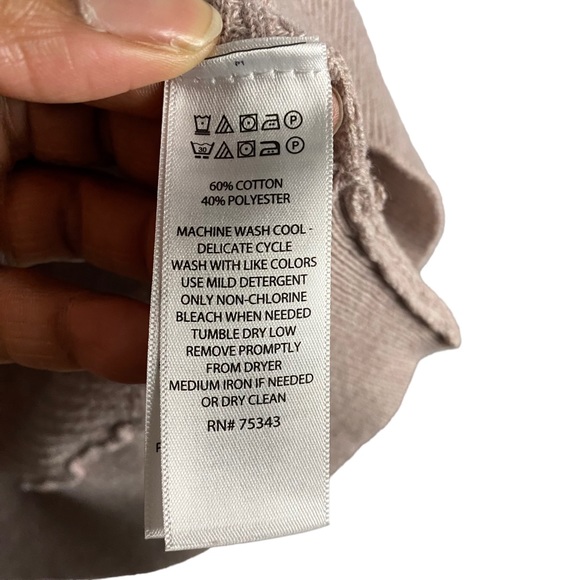 M
P
30 P
60% COTTON
40% POLYESTER
MACHINE WASH COOL -
DELICATE CYCLE
WASH WITH LIKE COLORS
USE MILD DETERGENT
ONLY NON-CHLORINE
BLEACH WHEN NEEDED
TUMBLE DRY LOW
REMOVE PROMPTLY
FROM DRYER
MEDIUM IRON IF NEEDED
OR DRY CLEAN
RN# 75343